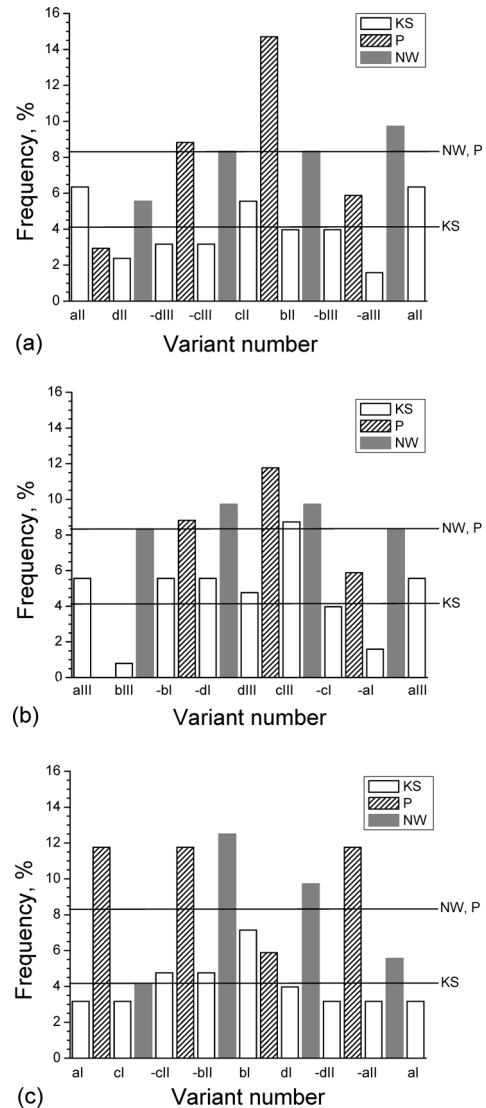 16
14
12
10
8
6
4
2
0
Frequency, %
KS
P
NW
NW, P
KS
aII dII -dIII -cIII cII bII -bIII -aIII aII
(a) Variant number
16
14
12
10
8
6
4
2
0
Frequency, %
KS
P
NW
NW, P
KS
aIII bIII -bI -dI dIII cIII -cI -aI aIII
(b) Variant number
16
14
12
10
8
6
4
2
0
Frequency, %
KS
P
NW
NW, P
KS
aI cI -cII -bII bI dI -dII -aII aI
(c) Variant number